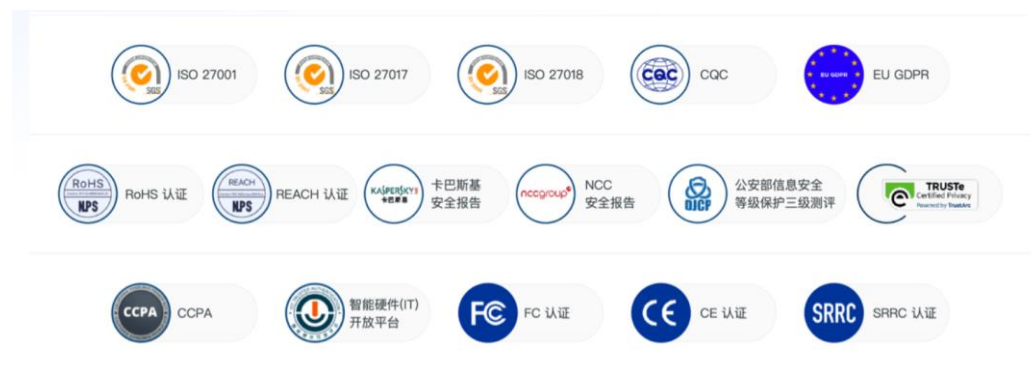 SGS ISO 27001
SGS ISO 27017
SGS ISO 27018
CQC CQC
EU GDPR EU GDPR
RoHS NPS RoHS 认证
REACH NPS REACH 认证
KASPERSKY 卡巴斯基
卡巴斯基
安全报告
nccgroup
NCC
安全报告
DJCP
公安部信息安全
等级保护三级测评
TRUSTe
Certified Privacy
Powered by TrustArc
CCPA CCPA
智能硬件(IT)
开放平台
FC FC 认证
CE CE 认证
SRRC SRRC 认证